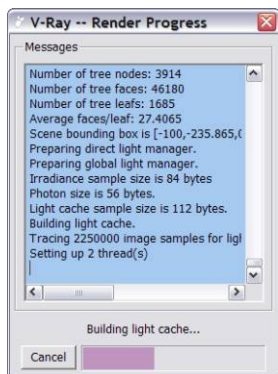 V-Ray -- Render Progress
Messages
Number of tree nodes: 3914
Number of tree faces: 46180
Number of tree leafs: 1685
Average faces/leaf: 27.4065
Scene bounding box is [-100,-235.865,(
Preparing direct light manager.
Preparing global light manager.
Irradiance sample size is 84 bytes
Photon size is 56 bytes.
Light cache sample size is 112 bytes.
Building light cache.
Tracing 2250000 image samples for ligl
Setting up 2 thread(s)
Building light cache...
Cancel